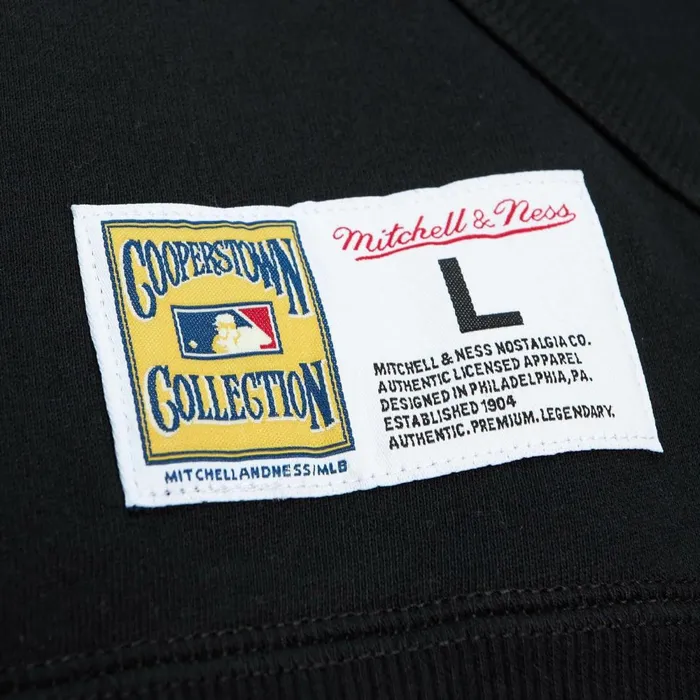 COOPERSTOWN
COLLECTION
MITCHELLANDNESS/MLB
Mitchell & Ness
L
MITCHELL & NESS NOSTALGIA CO.
AUTHENTIC LICENSED APPAREL
DESIGNED IN PHILADELPHIA, PA.
ESTABLISHED 1904
AUTHENTIC. PREMIUM. LEGENDARY.